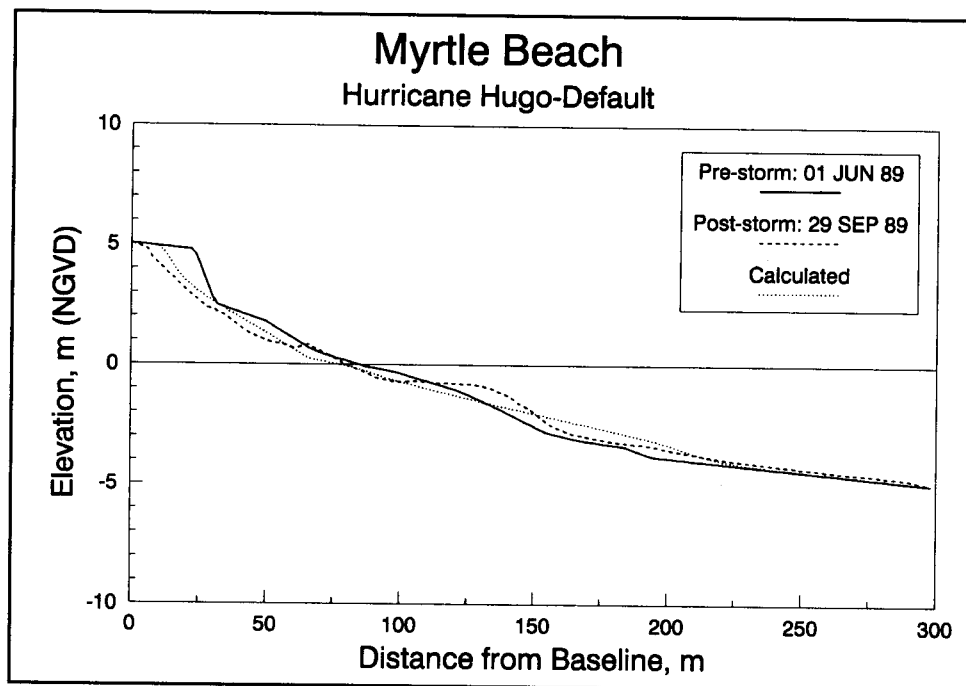 Myrtle Beach
Hurricane Hugo-Default
Elevation, m (NGVD)
10
5
0
-5
-10
Pre-storm: 01 JUN 89
Post-storm: 29 SEP 89
Calculated
0 50 100 150 200 250 300
Distance from Baseline, m